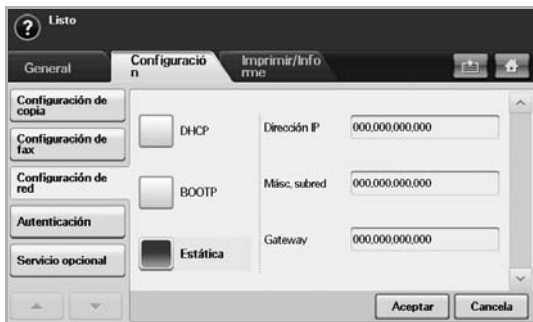 ? Listo
General
Configuració
n
Imprimir/Info
rme
Configuración de
copia
Configuración de
fax
Configuración de
red
Autenticación
Servicio opcional
DHCP
BOOTP
Estática
Dirección IP
000,000,000,000
Másc, subred
000,000,000,000
Gateway
000,000,000,000
Aceptar
Cancela